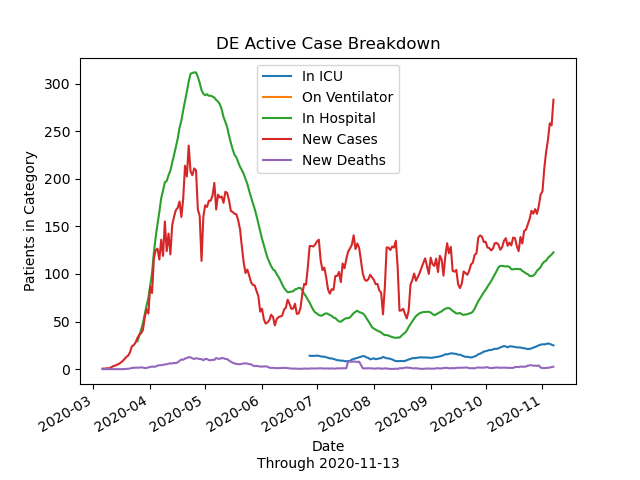 DE Active Case Breakdown
In ICU
On Ventilator
In Hospital
New Cases
New Deaths
Patients in Category
300
250
200
150
100
50
0
2020-03
2020-04
2020-05
2020-06
2020-07
2020-08
2020-09
2020-10
2020-11
Date
Through 2020-11-13